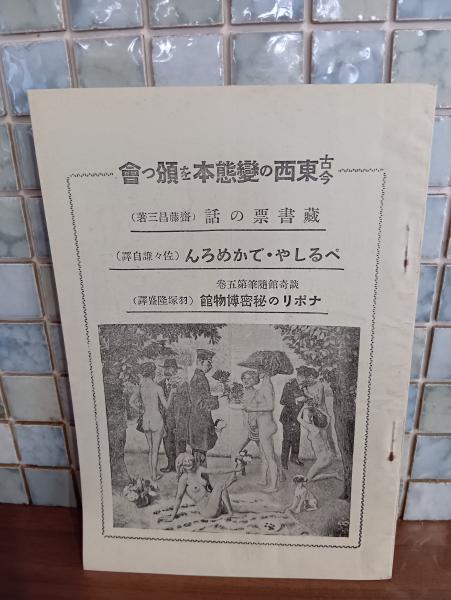 古今東西の變態本を頒つ會
藏書票の話 (齋藤昌三著)
ぺるしや・でかめろん (佐々謙自譯)
談奇館隨筆第五卷
ナポリの秘密博物館 (羽塚隆盛譯)